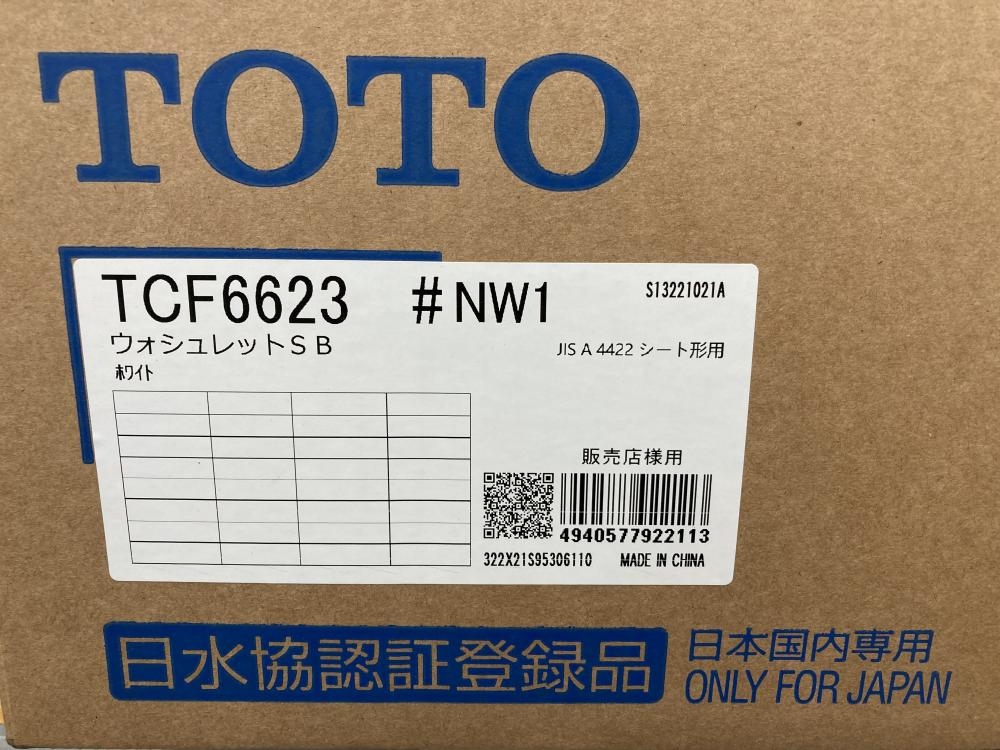 TOTO
TCF6623 #NW1
S13221021A
ウォシュレットSB
JIS A 4422 シート形用
ホワイト
販売店様用
4940577922113
322X21S95306110 MADE IN CHINA
日水協認証登録品
日本国内専用
ONLY FOR JAPAN